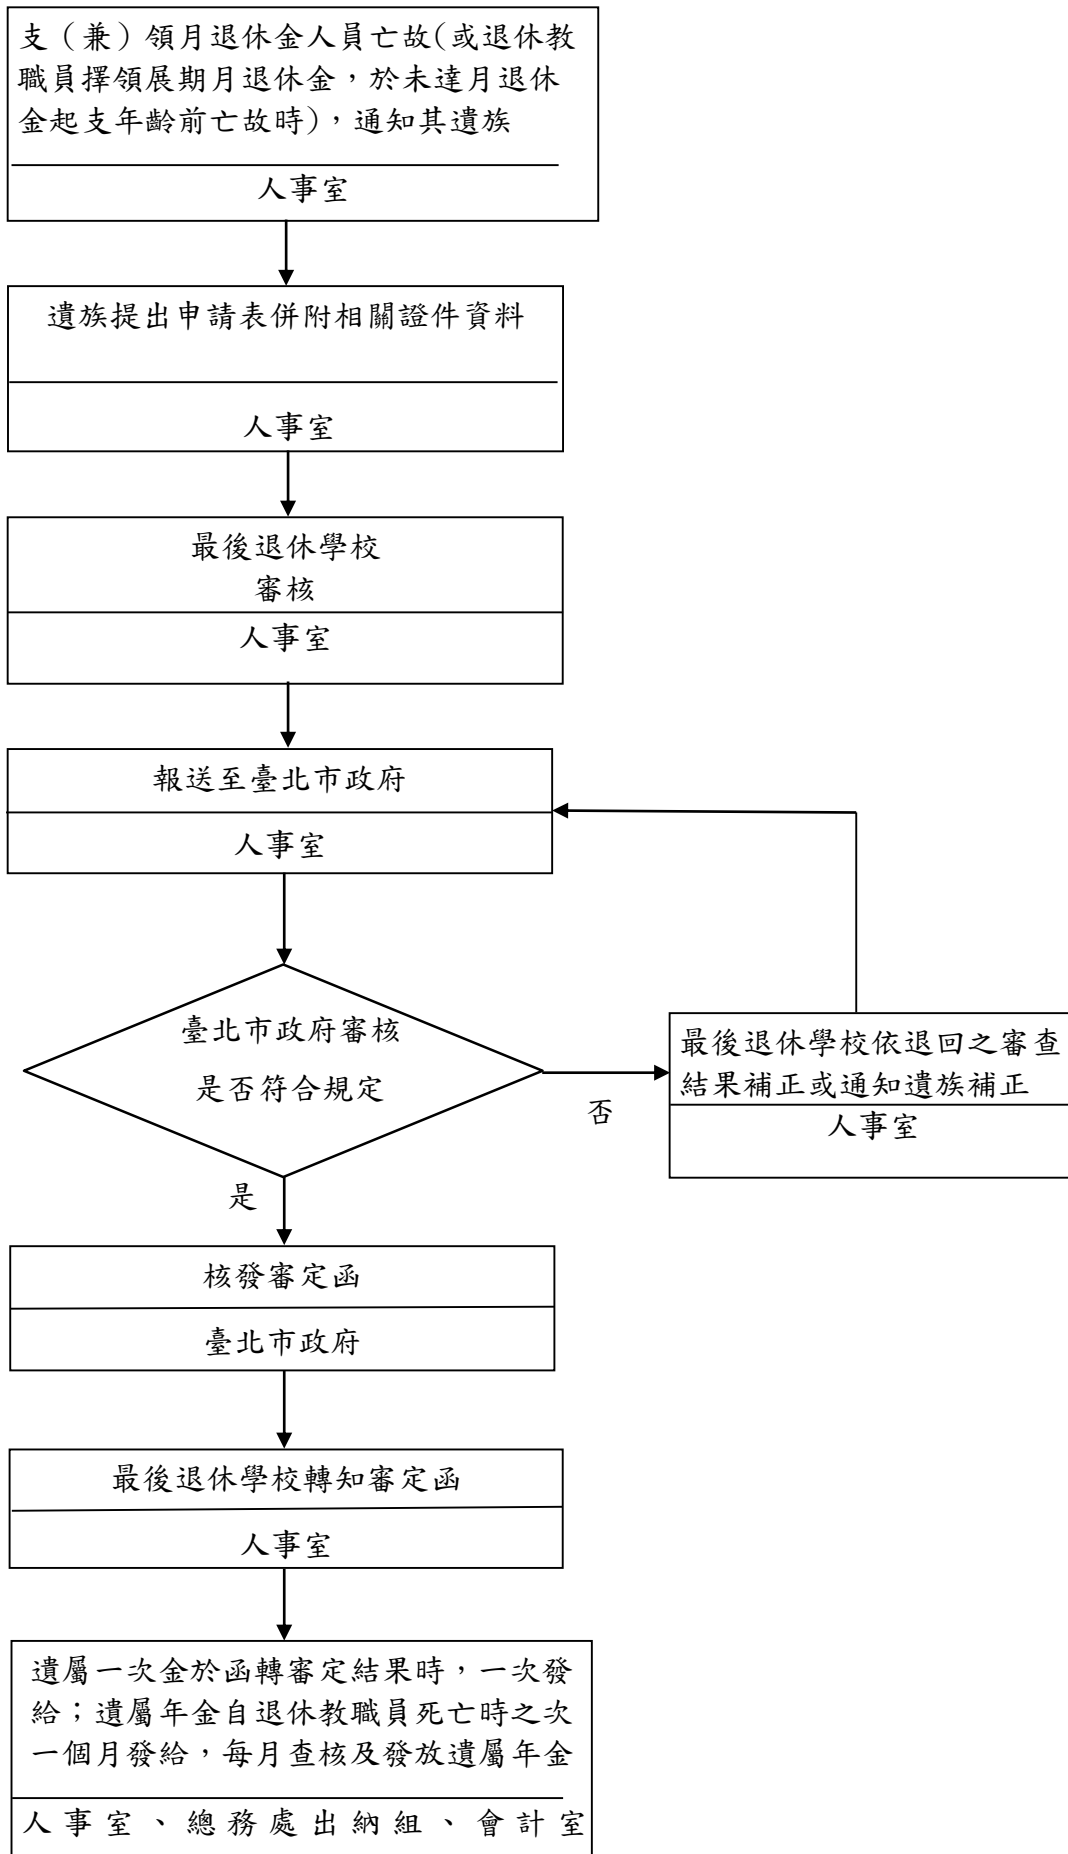 支（兼）領月退休金人員亡故(或退休教
職員擇領展期月退休金，於未達月退休
金起支年齡前亡故時)，通知其遺族
人事室
遺族提出申請表併附相關證件資料
人事室
最後退休學校
審核
人事室
報送至臺北市政府
人事室
臺北市政府審核
是否符合規定
否
最後退休學校依退回之審查
結果補正或通知遺族補正
人事室
是
核發審定函
臺北市政府
最後退休學校轉知審定函
人事室
遺屬一次金於函轉審定結果時，一次發
給；遺屬年金自退休教職員死亡時之次
一個月發給，每月查核及發放遺屬年金
人事室、總務處出納組、會計室